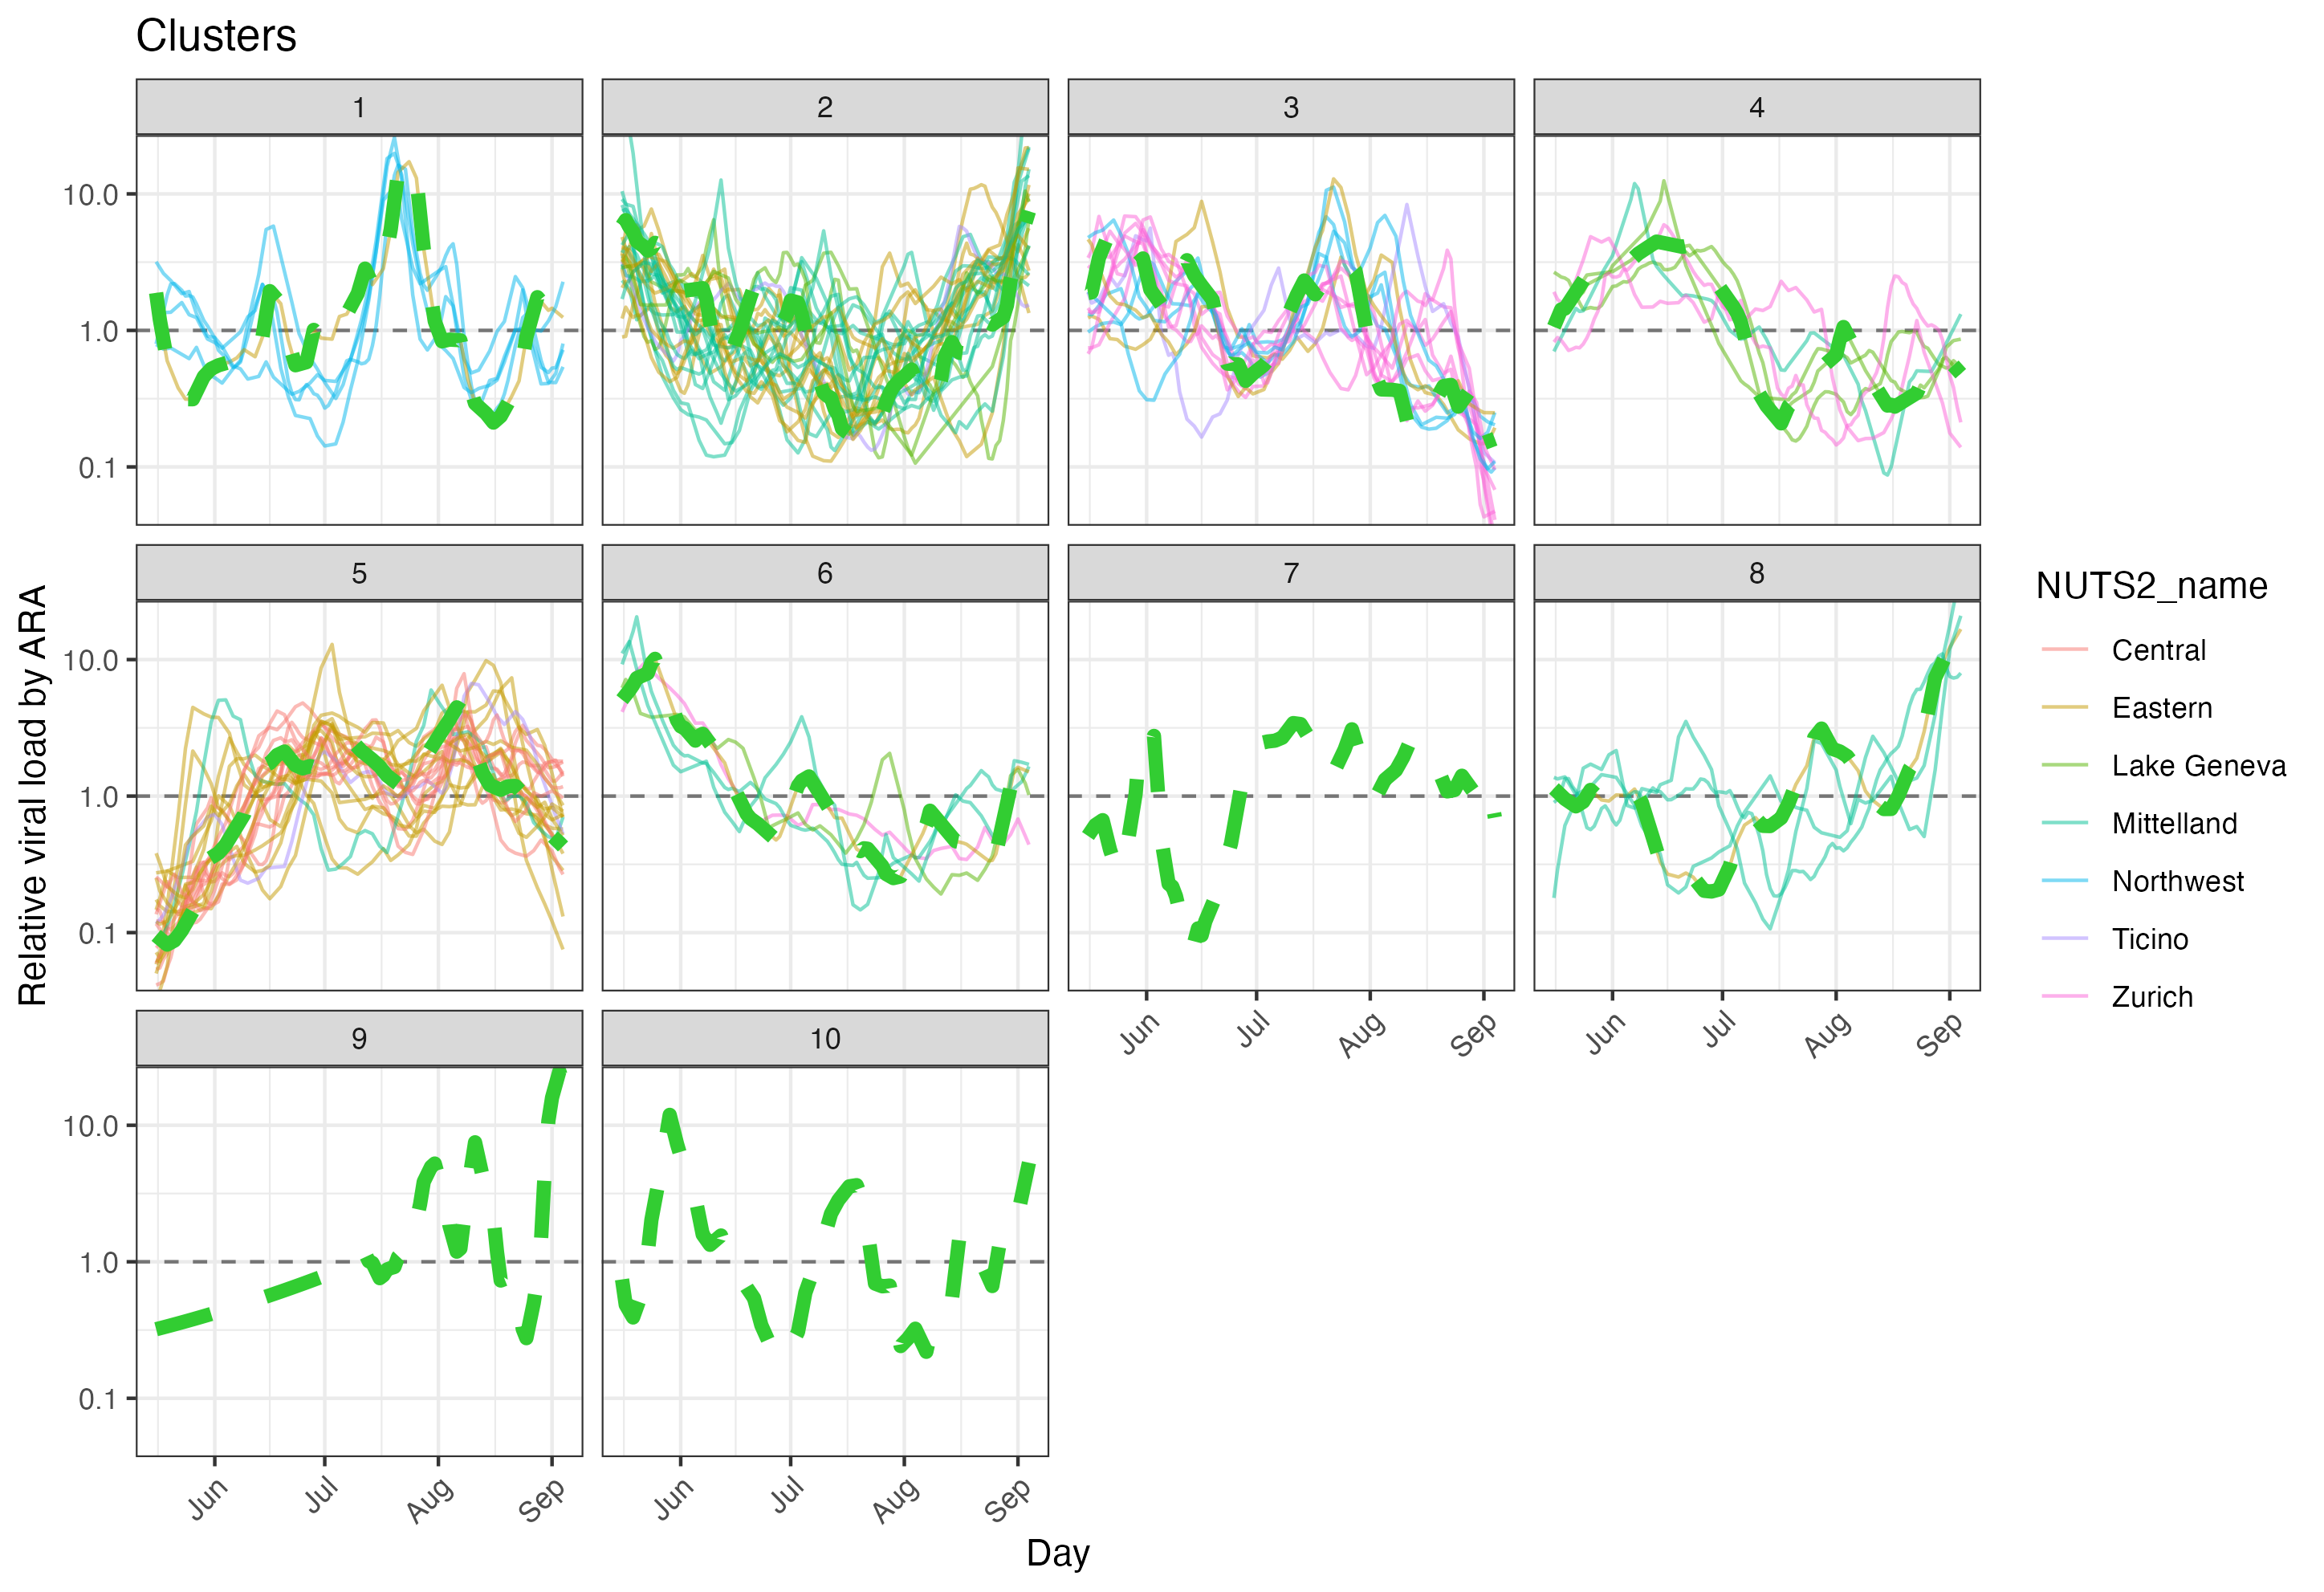 Clusters
1 2 3 4
10.0
1.0
0.1
5 6 7 8
10.0
1.0
0.1
Jun Jul Aug Sep Jun Jul Aug Sep
9 10
10.0
1.0
0.1
Jun Jul Aug Sep Jun Jul Aug Sep
Day
Relative viral load by ARA
NUTS2_name
Central
Eastern
Lake Geneva
Mittelland
Northwest
Ticino
Zurich